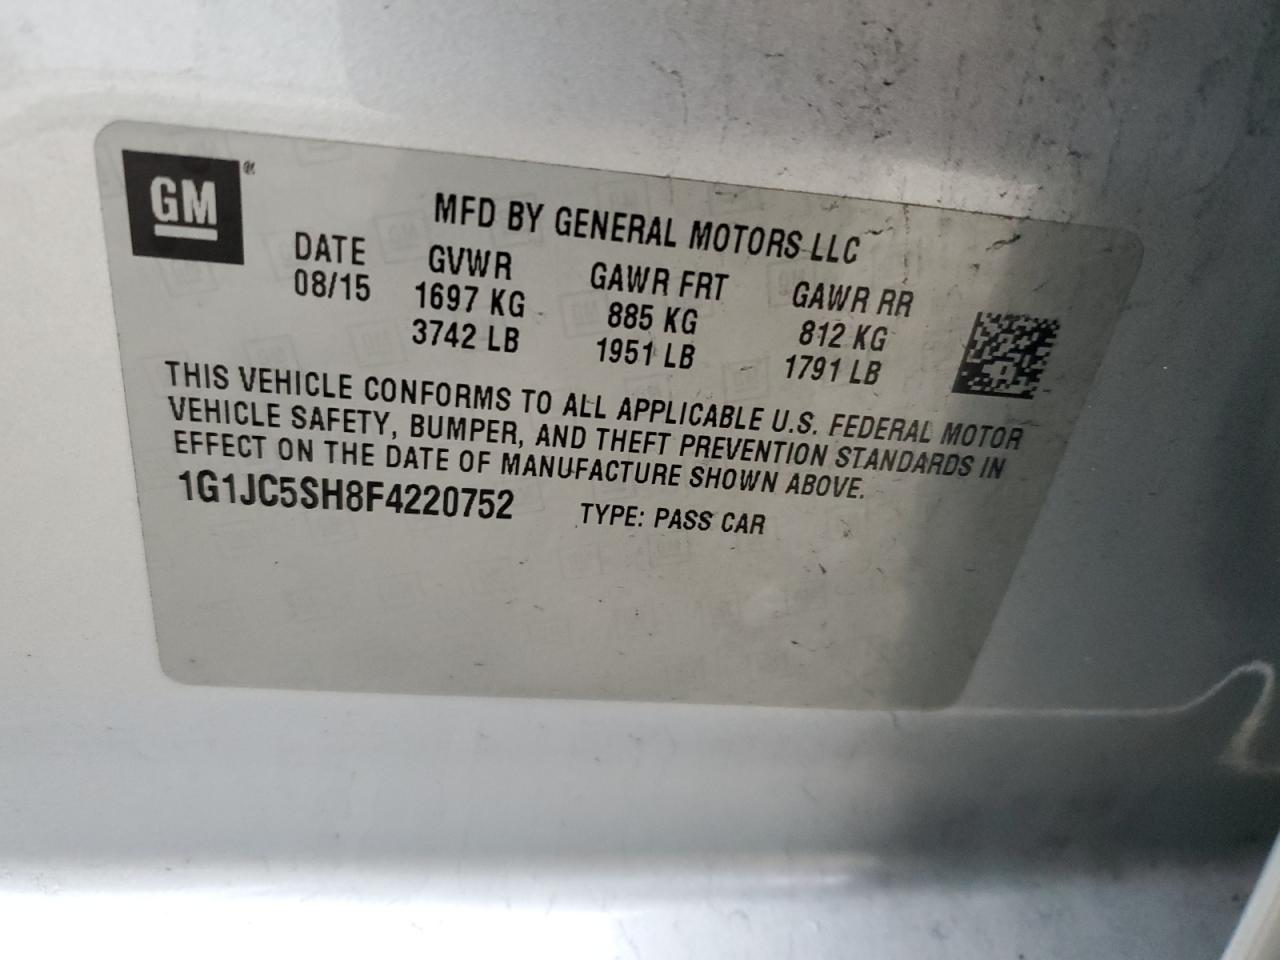 GM®
MFD BY GENERAL MOTORS LLC
DATE GVWR GAWR FRT GAWR RR
08/15 1697 KG 885 KG 812 KG
3742 LB 1951 LB 1791 LB
THIS VEHICLE CONFORMS TO ALL APPLICABLE U.S. FEDERAL MOTOR
VEHICLE SAFETY, BUMPER, AND THEFT PREVENTION STANDARDS IN
EFFECT ON THE DATE OF MANUFACTURE SHOWN ABOVE.
1G1JC5SH8F4220752 TYPE: PASS CAR